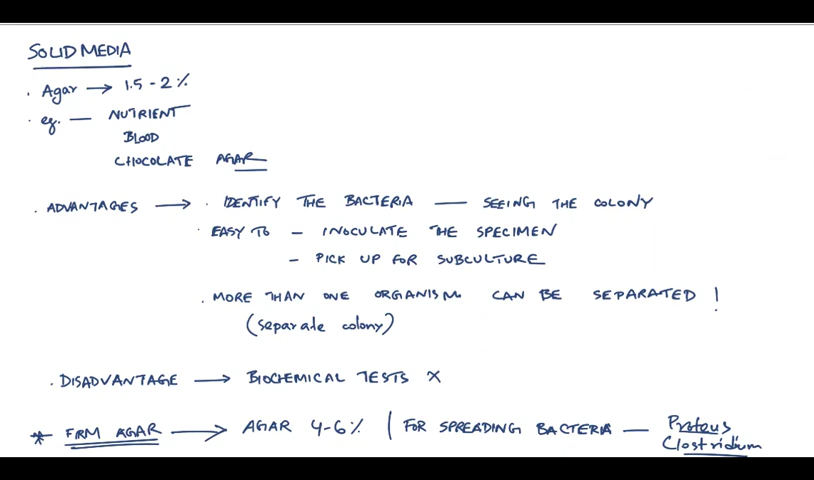 SOLID MEDIA
. Agar → 1.5 - 2 %
. eg. — NUTRIENT
BLOOD
CHOCOLATE AGAR
. ADVANTAGES → . IDENTIFY THE BACTERIA — SEEING THE COLONY
. EASY TO - INOCULATE THE SPECIMEN
- PICK UP FOR SUBCULTURE
. MORE THAN ONE ORGANISM CAN BE SEPARATED !
(separate colony)
. DISADVANTAGE → BIOCHEMICAL TESTS X
* FIRM AGAR → AGAR 4-6% | FOR SPREADING BACTERIA — Proteus
Clostridium